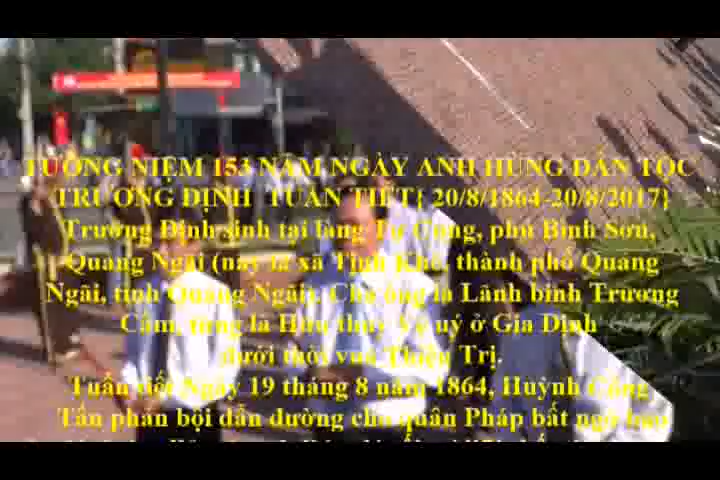 TƯỞNG NIỆM 153 NĂM NGÀY ANH HÙNG DÂN TỘC
TRƯƠNG ĐỊNH TUẪN TIẾT{ 20/8/1864-20/8/2017}
Trương Định sinh tại làng Tư Cung, phủ Bình Sơn,
Quảng Ngãi (nay là xã Tịnh Khê, thành phố Quảng
Ngãi, tỉnh Quảng Ngãi). Cha ông là Lãnh binh Trương
Cầm, từng là Hữu thủy Vệ uý ở Gia Định
dưới thời vua Thiệu Trị.
Tuẫn tiết Ngày 19 tháng 8 năm 1864, Huỳnh Công
Tấn phản bội dẫn đường cho quân Pháp bất ngờ bao